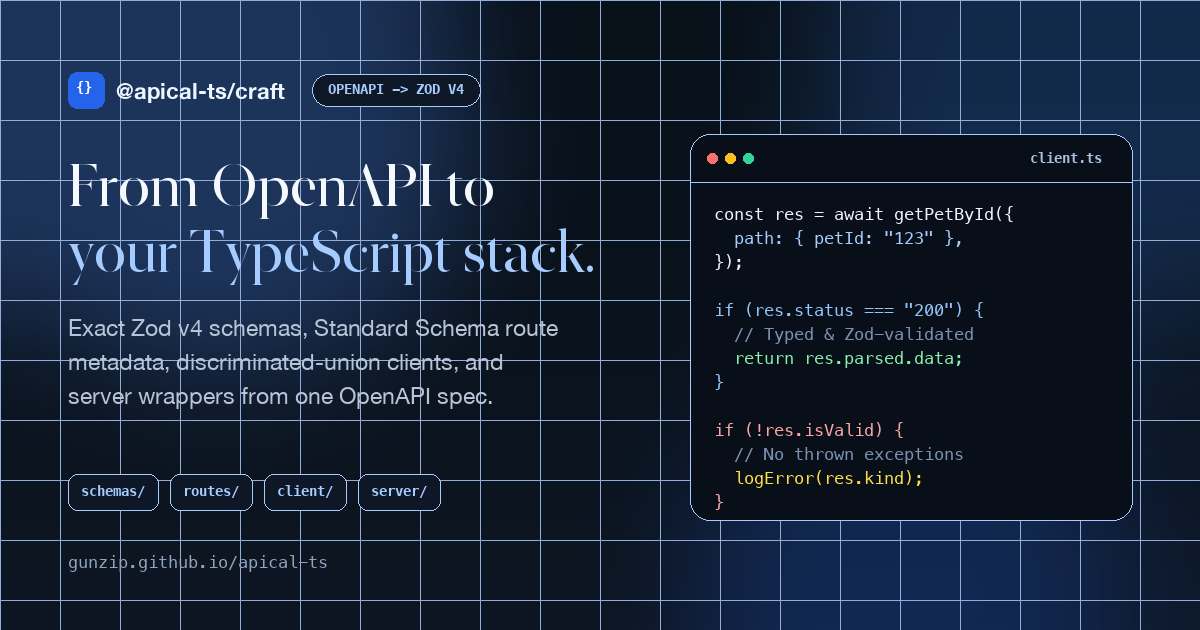 {}
@apical-ts/craft
OPENAPI -> ZOD V4
From OpenAPI to
your TypeScript stack.
Exact Zod v4 schemas, Standard Schema route
metadata, discriminated-union clients, and
server wrappers from one OpenAPI spec.
schemas/
routes/
client/
server/
gunzip.github.io/apical-ts
client.ts
const res = await getPetById({
  path: { petId: "123" },
});
if (res.status === "200") {
  // Typed & Zod-validated
  return res.parsed.data;
}
if (!res.isValid) {
  // No thrown exceptions
  logError(res.kind);
}